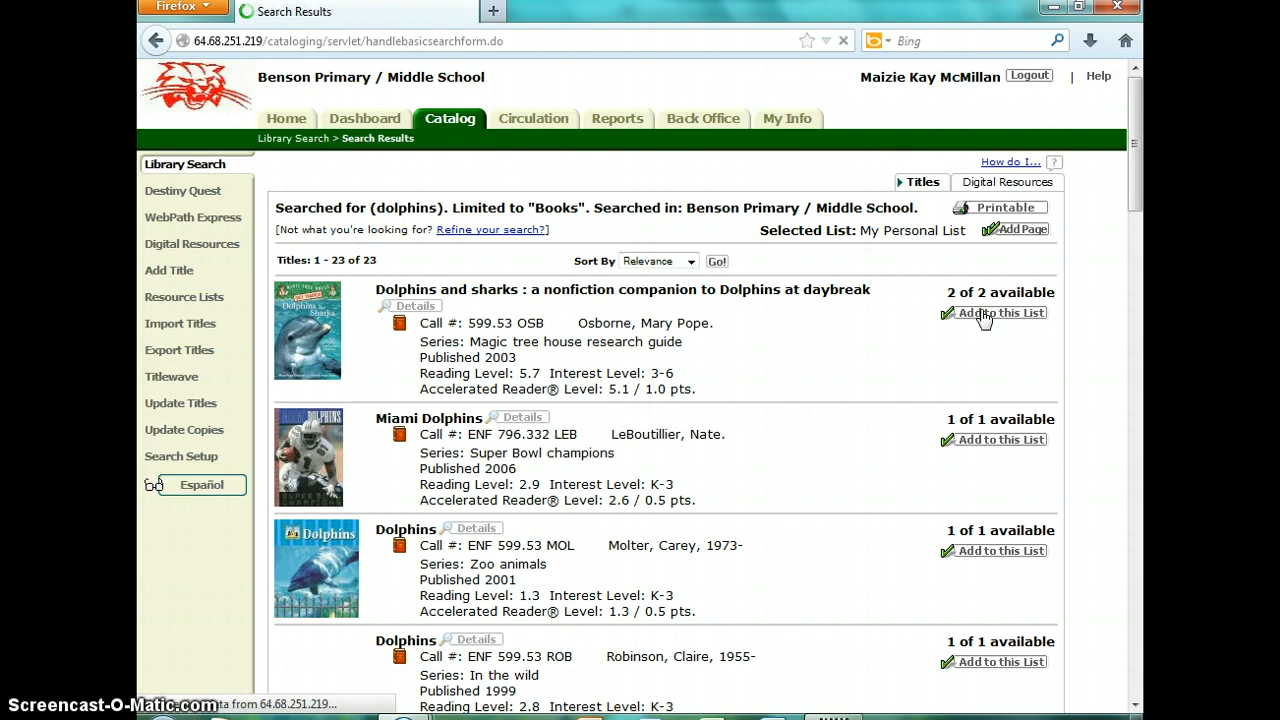 Firefox
Search Results
64.68.251.219/cataloging/servlet/handlebasicsearchform.do
Bing
Benson Primary / Middle School
Maizie Kay McMillan Logout | Help
Home Dashboard Catalog Circulation Reports Back Office My Info
Library Search > Search Results
Library Search
Destiny Quest
WebPath Express
Digital Resources
Add Title
Resource Lists
Import Titles
Export Titles
Titlewave
Update Titles
Update Copies
Search Setup
Español
How do I... ?
Titles Digital Resources
Searched for (dolphins). Limited to "Books". Searched in: Benson Primary / Middle School. Printable
[Not what you're looking for? Refine your search?] Selected List: My Personal List Add Page
Titles: 1 - 23 of 23 Sort By Relevance Go!
Dolphins and sharks : a nonfiction companion to Dolphins at daybreak 2 of 2 available
Details
Add to this List
Call #: 599.53 OSB Osborne, Mary Pope.
Series: Magic tree house research guide
Published 2003
Reading Level: 5.7 Interest Level: 3-6
Accelerated Reader® Level: 5.1 / 1.0 pts.
Miami Dolphins Details 1 of 1 available
Call #: ENF 796.332 LEB LeBoutillier, Nate. Add to this List
Series: Super Bowl champions
Published 2006
Reading Level: 2.9 Interest Level: K-3
Accelerated Reader® Level: 2.6 / 0.5 pts.
Dolphins Details 1 of 1 available
Call #: ENF 599.53 MOL Molter, Carey, 1973- Add to this List
Series: Zoo animals
Published 2001
Reading Level: 1.3 Interest Level: K-3
Accelerated Reader® Level: 1.3 / 0.5 pts.
Dolphins
Dolphins Details 1 of 1 available
Call #: ENF 599.53 ROB Robinson, Claire, 1955- Add to this List
Series: In the wild
Published 1999
Reading Level: 2.8 Interest Level: K-3
from 64.68.251.219...
Screencast-O-Matic.com